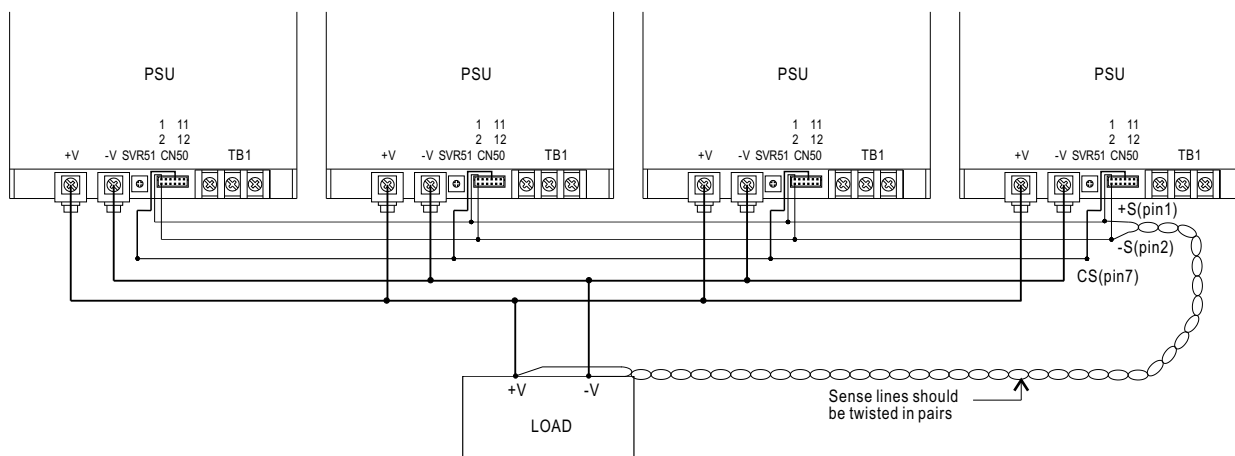 PSU PSU PSU PSU
1 11 1 11 1 11 1 11
2 12 2 12 2 12 2 12
+V -V SVR51 CN50 TB1 +V -V SVR51 CN50 TB1 +V -V SVR51 CN50 TB1 +V -V SVR51 CN50 TB1
+S(pin1)
-S(pin2)
CS(pin7)
+V -V
Sense lines should
be twisted in pairs
LOAD